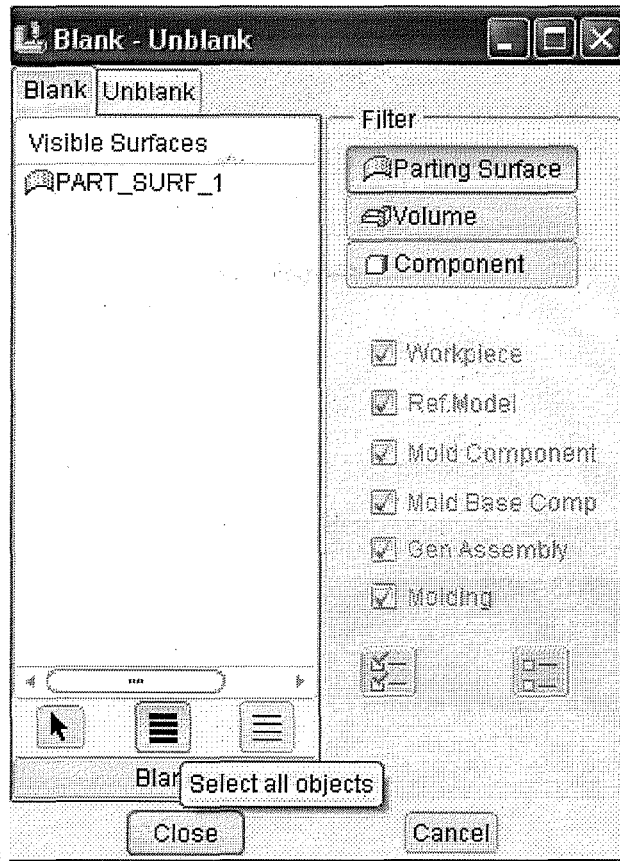 Blank - Unblank
Blank Unblank
Visible Surfaces
PART_SURF_1
Filter
Parting Surface
Volume
Component
Workpiece
Ref.Model
Mold Component
Mold Base Comp
Gen Assembly
Molding
Blan
Select all objects
Close Cancel